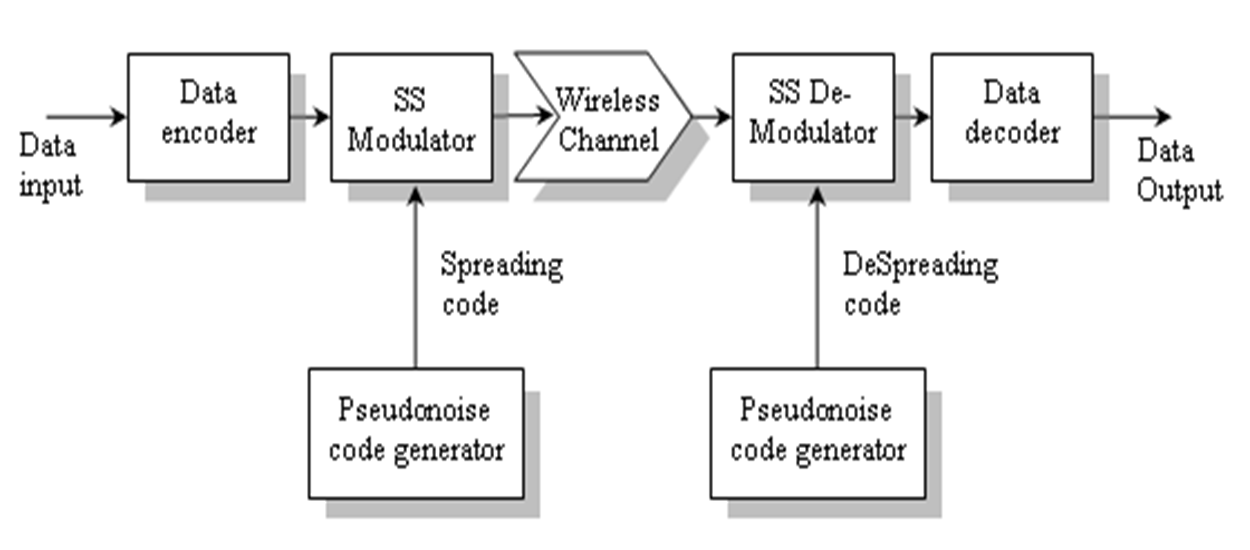 Data
input
Data
encoder
SS
Modulator
Wireless
Channel
SS De-
Modulator
Data
decoder
Data
Output
Spreading
code
DeSpreading
code
Pseudonoise
code generator
Pseudonoise
code generator